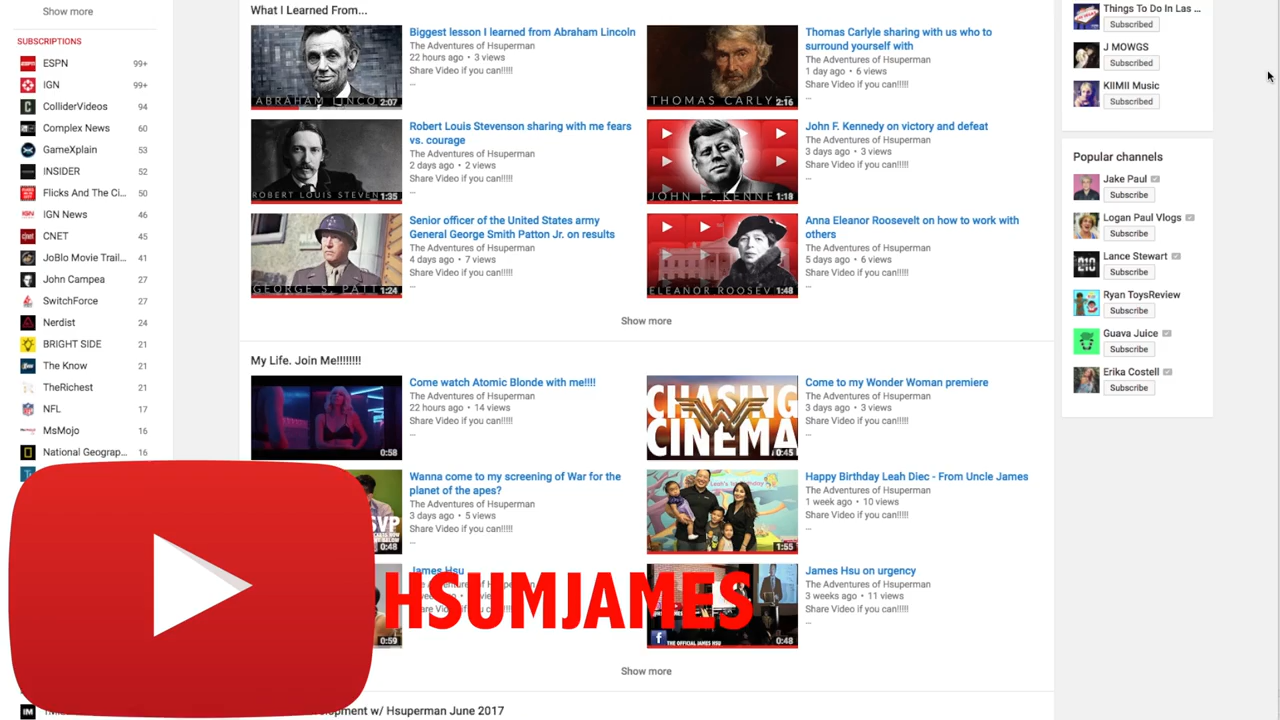 Show more
SUBSCRIPTIONS
ESPN 99+
IGN 99+
ColliderVideos 94
Complex News 60
GameXplain 53
INSIDER 52
Flicks And The Ci... 50
IGN News 46
CNET 45
JoBlo Movie Trail... 41
John Campea 27
SwitchForce 27
Nerdist 24
BRIGHT SIDE 21
The Know 21
TheRichest 21
NFL 17
MsMojo 16
National Geograp... 16
What I Learned From...
ABRAHAM LINCO 2:07
Biggest lesson I learned from Abraham Lincoln
The Adventures of Hsuperman
22 hours ago • 3 views
Share Video if you can!!!!!
...
THOMAS CARLYLE 2:16
Thomas Carlyle sharing with us who to
surround yourself with
The Adventures of Hsuperman
1 day ago • 6 views
Share Video if you can!!!!!
...
ROBERT LOUIS STEVEN 1:35
Robert Louis Stevenson sharing with me fears
vs. courage
The Adventures of Hsuperman
2 days ago • 2 views
Share Video if you can!!!!!
...
JOHN F. KENNE 1:18
John F. Kennedy on victory and defeat
The Adventures of Hsuperman
3 days ago • 3 views
Share Video if you can!!!!!
...
GEORGE S. PATT 1:24
Senior officer of the United States army
General George Smith Patton Jr. on results
The Adventures of Hsuperman
4 days ago • 7 views
Share Video if you can!!!!!
...
ELEANOR ROOSEV 1:48
Anna Eleanor Roosevelt on how to work with
others
The Adventures of Hsuperman
5 days ago • 6 views
Share Video if you can!!!!!
...
Show more
My Life. Join Me!!!!!!!!
0:58
Come watch Atomic Blonde with me!!!!
The Adventures of Hsuperman
22 hours ago • 14 views
Share Video if you can!!!!!
...
CHASING
CINEMA
0:45
Come to my Wonder Woman premiere
The Adventures of Hsuperman
3 days ago • 3 views
Share Video if you can!!!!!
...
SVP
0:48
Wanna come to my screening of War for the
planet of the apes?
The Adventures of Hsuperman
3 days ago • 5 views
Share Video if you can!!!!!
...
1:55
Happy Birthday Leah Diec - From Uncle James
The Adventures of Hsuperman
1 week ago • 10 views
Share Video if you can!!!!!
...
0:59
James Hsu
HSUMJAMES
THE OFFICIAL JAMES HSU
0:48
James Hsu on urgency
The Adventures of Hsuperman
3 weeks ago • 11 views
Share Video if you can!!!!!
...
Show more
w/ Hsuperman June 2017
Things To Do In Las ...
Subscribed
J MOWGS
Subscribed
KIIMII Music
Subscribed
Popular channels
Jake Paul
Subscribe
Logan Paul Vlogs
Subscribe
Lance Stewart
Subscribe
Ryan ToysReview
Subscribe
Guava Juice
Subscribe
Erika Costell
Subscribe